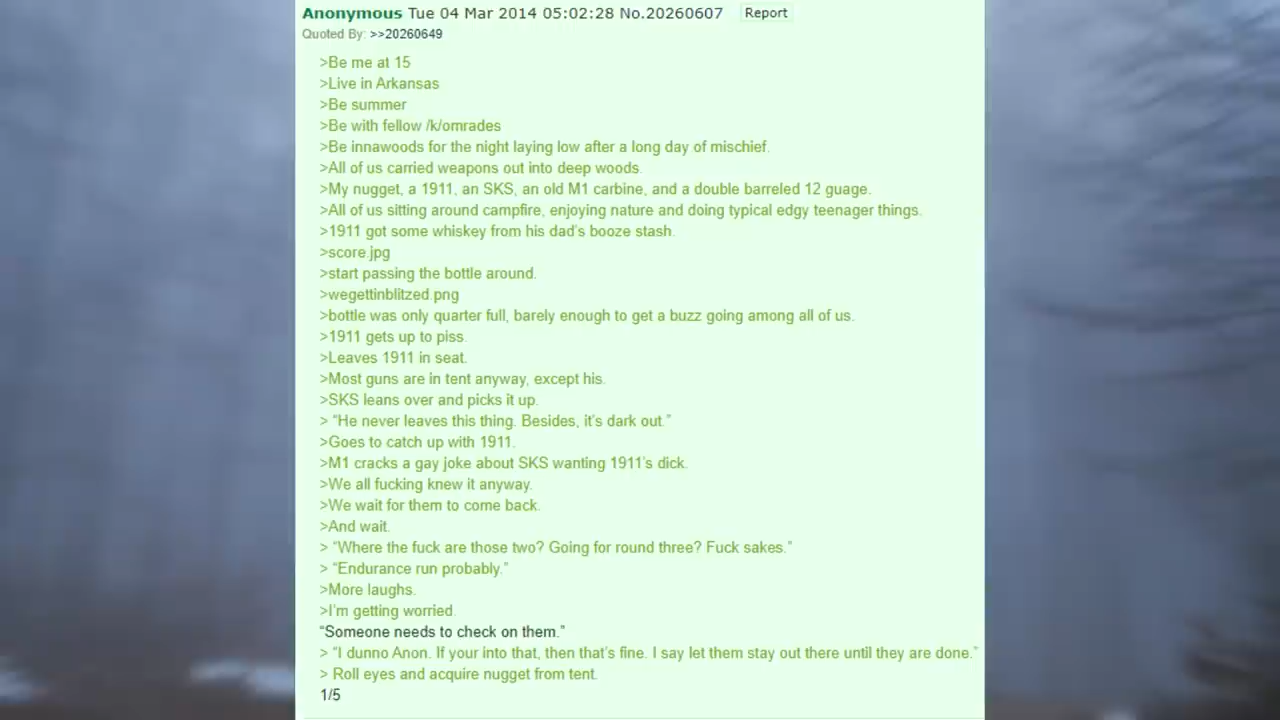 Anonymous Tue 04 Mar 2014 05:02:28 No.20260607 Report
Quoted By: >>20260649
>Be me at 15
>Live in Arkansas
>Be summer
>Be with fellow /k/omrades
>Be innawoods for the night laying low after a long day of mischief.
>All of us carried weapons out into deep woods.
>My nugget, a 1911, an SKS, an old M1 carbine, and a double barreled 12 guage.
>All of us sitting around campfire, enjoying nature and doing typical edgy teenager things.
>1911 got some whiskey from his dad's booze stash.
>score.jpg
>start passing the bottle around.
>wegettinblitzed.png
>bottle was only quarter full, barely enough to get a buzz going among all of us.
>1911 gets up to piss.
>Leaves 1911 in seat.
>Most guns are in tent anyway, except his.
>SKS leans over and picks it up.
> “He never leaves this thing. Besides, it's dark out.”
>Goes to catch up with 1911.
>M1 cracks a gay joke about SKS wanting 1911's dick.
>We all fucking knew it anyway.
>We wait for them to come back.
>And wait.
> “Where the fuck are those two? Going for round three? Fuck sakes.”
> “Endurance run probably.”
>More laughs.
>I'm getting worried.
“Someone needs to check on them.”
> “I dunno Anon. If your into that, then that's fine. I say let them stay out there until they are done.”
> Roll eyes and acquire nugget from tent.
1/5